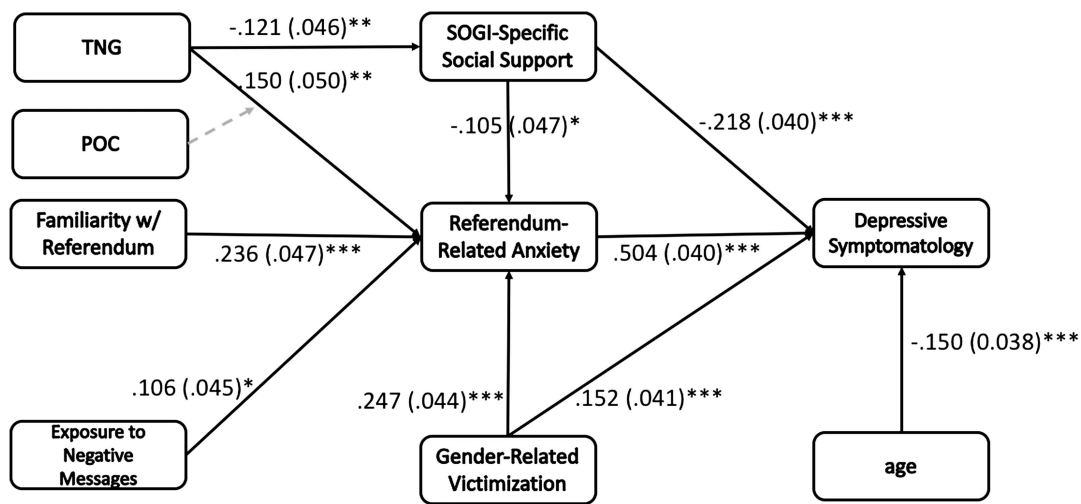 TNG
-.121 (.046)**
SOGI-Specific
Social Support
.150 (.050)**
POC
-.105 (.047)*
-.218 (.040)***
Familiarity w/
Referendum
.236 (.047)***
Referendum-
Related Anxiety
.504 (.040)***
Depressive
Symptomatology
-.150 (0.038)***
.106 (.045)*
.247 (.044)***
.152 (.041)***
Exposure to
Negative
Messages
Gender-Related
Victimization
age